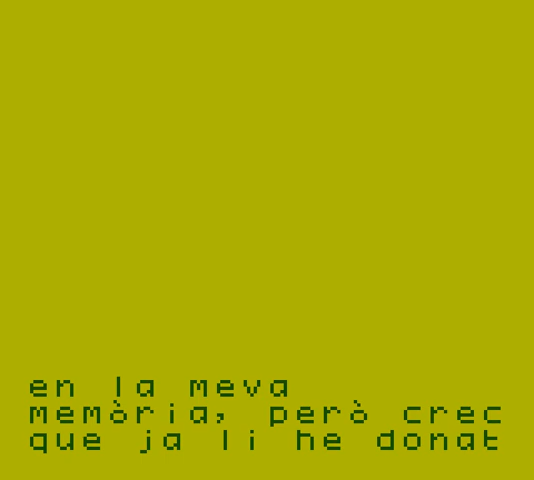 en la meva
memòria, però crec
que ja li he donat